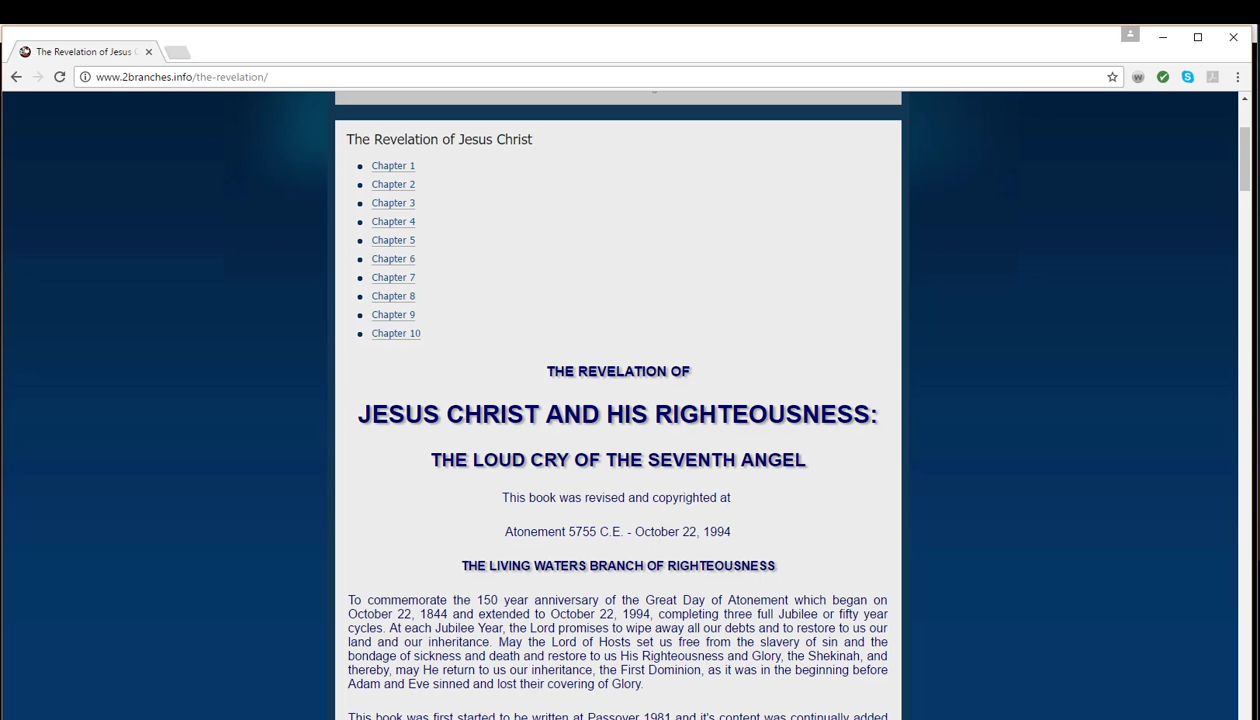 The Revelation of Jesus C
www.2branches.info/the-revelation/
The Revelation of Jesus Christ
Chapter 1
Chapter 2
Chapter 3
Chapter 4
Chapter 5
Chapter 6
Chapter 7
Chapter 8
Chapter 9
Chapter 10
THE REVELATION OF
JESUS CHRIST AND HIS RIGHTEOUSNESS:
THE LOUD CRY OF THE SEVENTH ANGEL
This book was revised and copyrighted at
Atonement 5755 C.E. - October 22, 1994
THE LIVING WATERS BRANCH OF RIGHTEOUSNESS
To commemorate the 150 year anniversary of the Great Day of Atonement which began on
October 22, 1844 and extended to October 22, 1994, completing three full Jubilee or fifty year
cycles. At each Jubilee Year, the Lord promises to wipe away all our debts and to restore to us our
land and our inheritance. May the Lord of Hosts set us free from the slavery of sin and the
bondage of sickness and death and restore to us His Righteousness and Glory, the Shekinah, and
thereby, may He return to us our inheritance, the First Dominion, as it was in the beginning before
Adam and Eve sinned and lost their covering of Glory.
This book was first started to be written at Passover 1981 and it's content was continually added